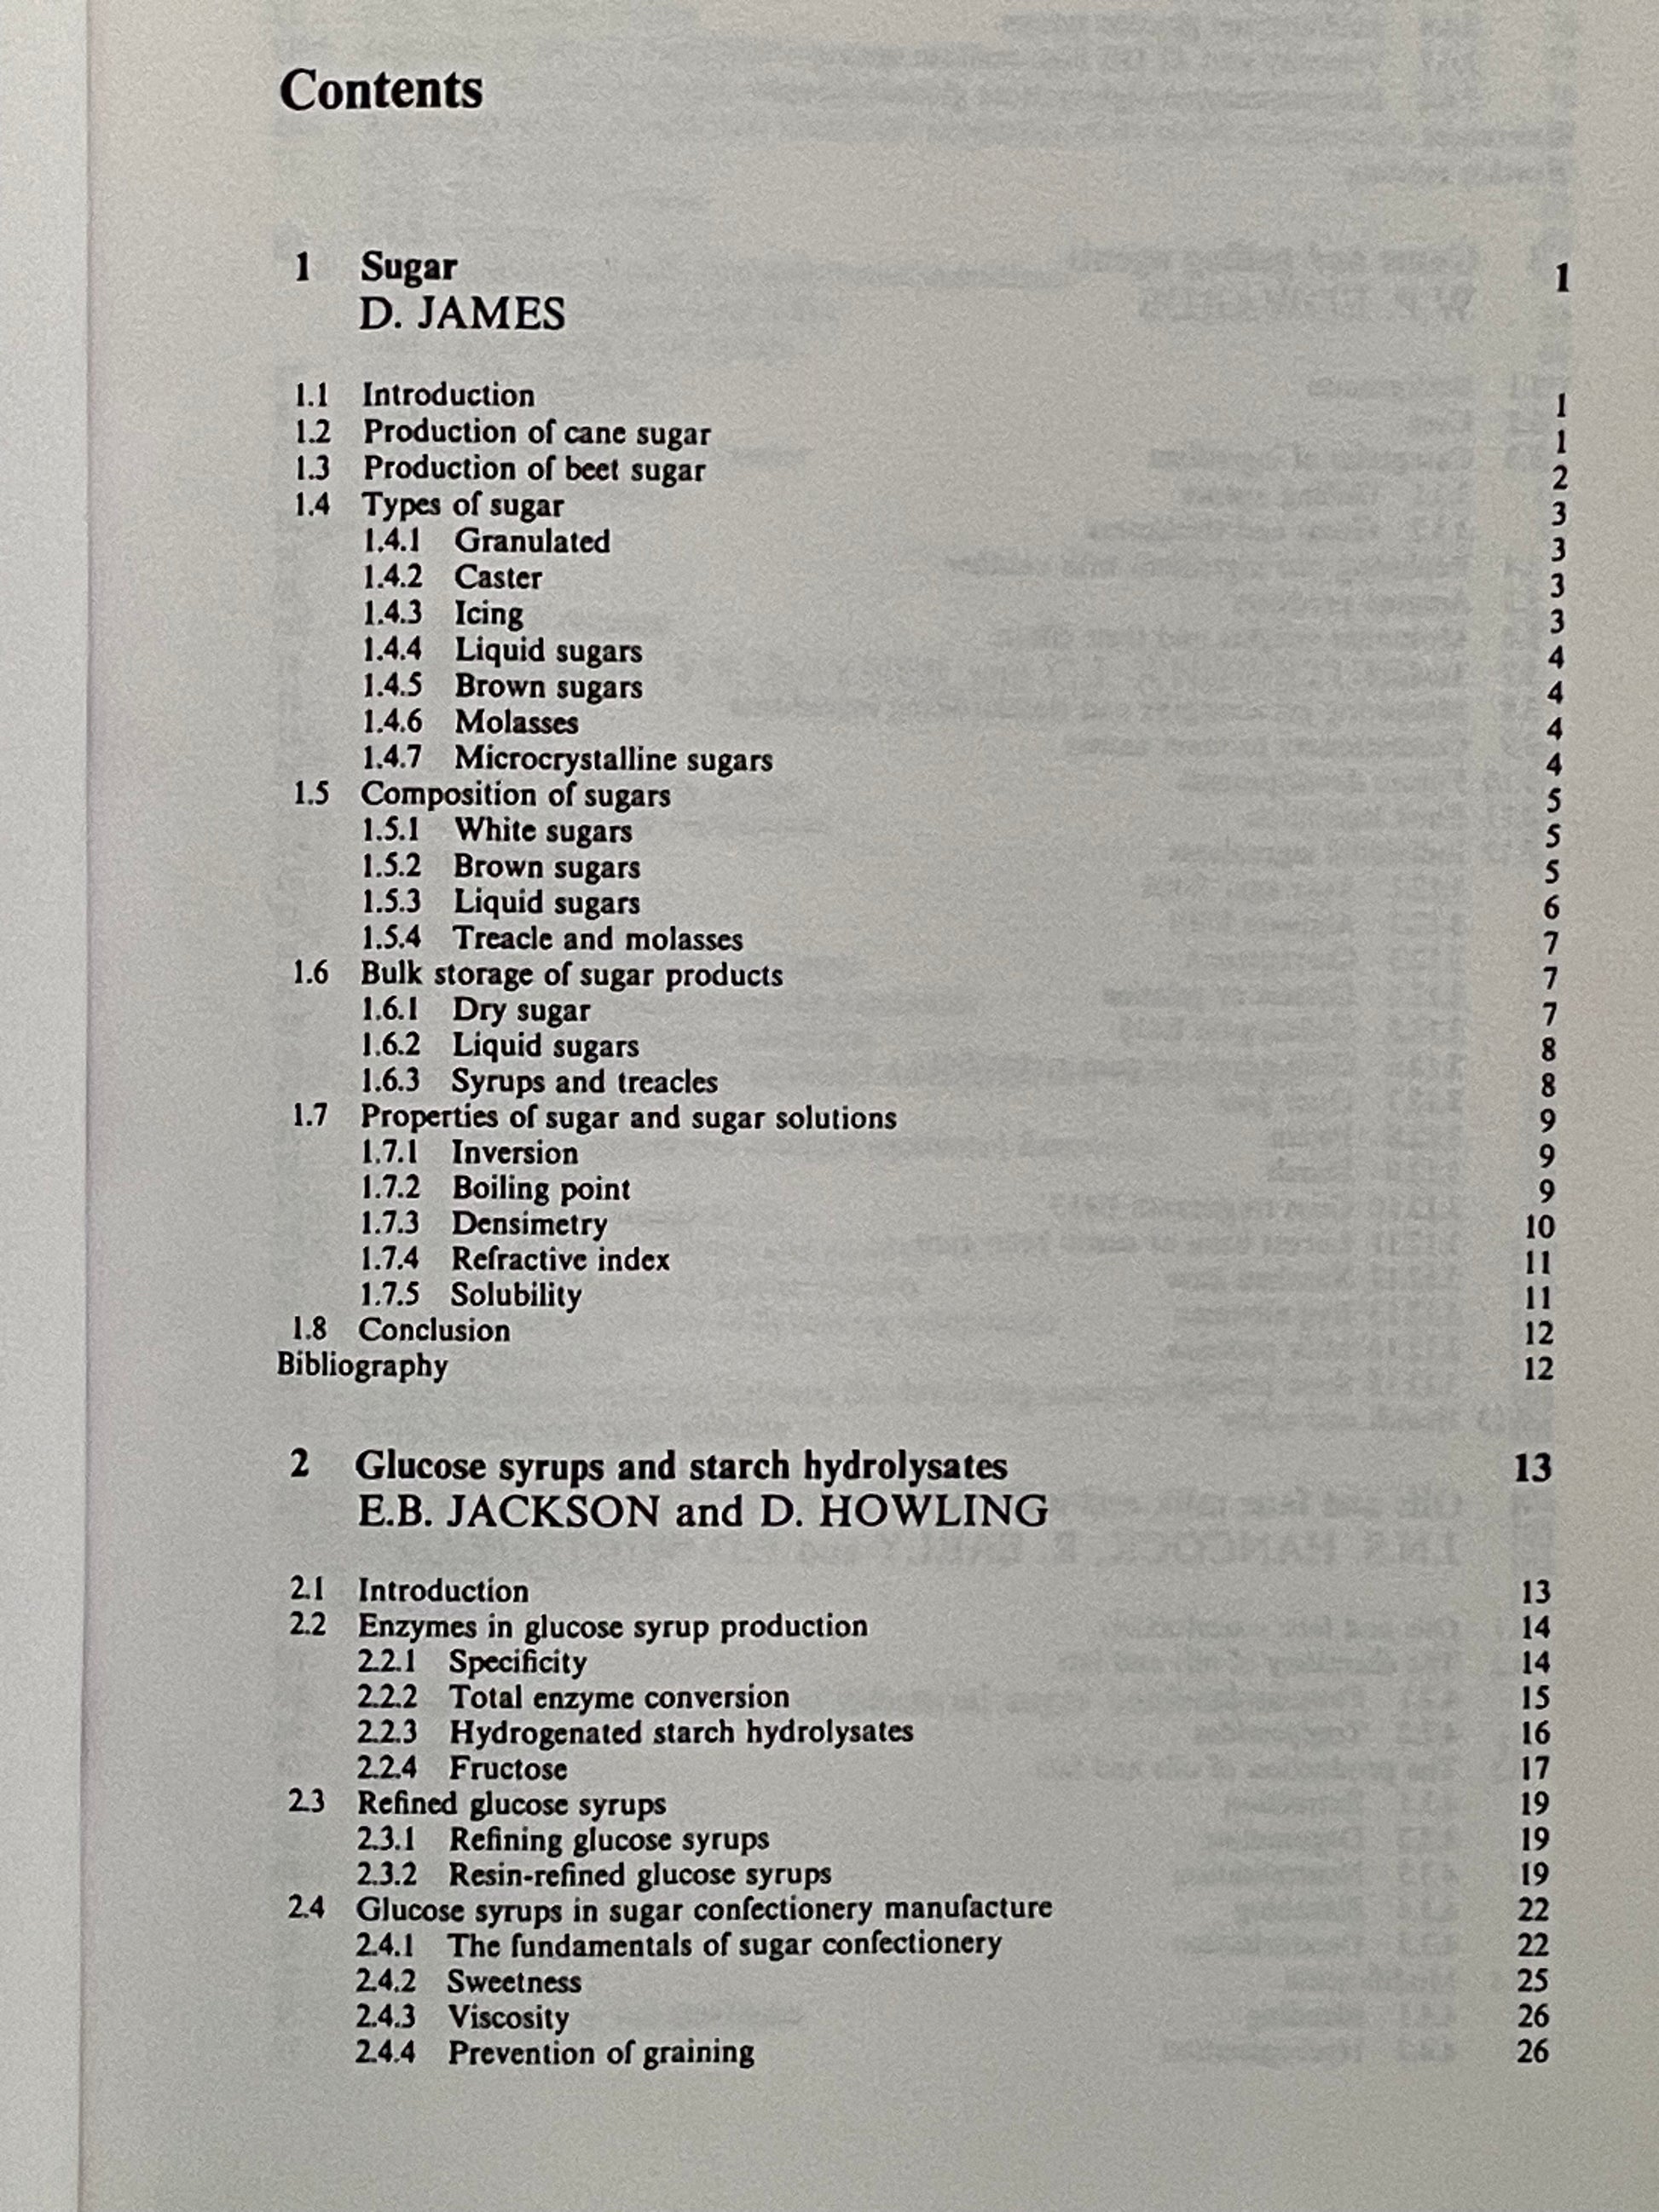 Contents
1 Sugar 1
D. JAMES
1.1 Introduction 1
1.2 Production of cane sugar 1
1.3 Production of beet sugar 2
1.4 Types of sugar 3
1.4.1 Granulated 3
1.4.2 Caster 3
1.4.3 Icing 3
1.4.4 Liquid sugars 4
1.4.5 Brown sugars 4
1.4.6 Molasses 4
1.4.7 Microcrystalline sugars 4
1.5 Composition of sugars 5
1.5.1 White sugars 5
1.5.2 Brown sugars 5
1.5.3 Liquid sugars 6
1.5.4 Treacle and molasses 7
1.6 Bulk storage of sugar products 7
1.6.1 Dry sugar 7
1.6.2 Liquid sugars 8
1.6.3 Syrups and treacles 8
1.7 Properties of sugar and sugar solutions 9
1.7.1 Inversion 9
1.7.2 Boiling point 9
1.7.3 Densimetry 10
1.7.4 Refractive index 11
1.7.5 Solubility 11
1.8 Conclusion 12
Bibliography 12
2 Glucose syrups and starch hydrolysates 13
E.B. JACKSON and D. HOWLING
2.1 Introduction 13
2.2 Enzymes in glucose syrup production 14
2.2.1 Specificity 14
2.2.2 Total enzyme conversion 15
2.2.3 Hydrogenated starch hydrolysates 16
2.2.4 Fructose 17
2.3 Refined glucose syrups 19
2.3.1 Refining glucose syrups 19
2.3.2 Resin-refined glucose syrups 19
2.4 Glucose syrups in sugar confectionery manufacture 22
2.4.1 The fundamentals of sugar confectionery 22
2.4.2 Sweetness 25
2.4.3 Viscosity 26
2.4.4 Prevention of graining 26